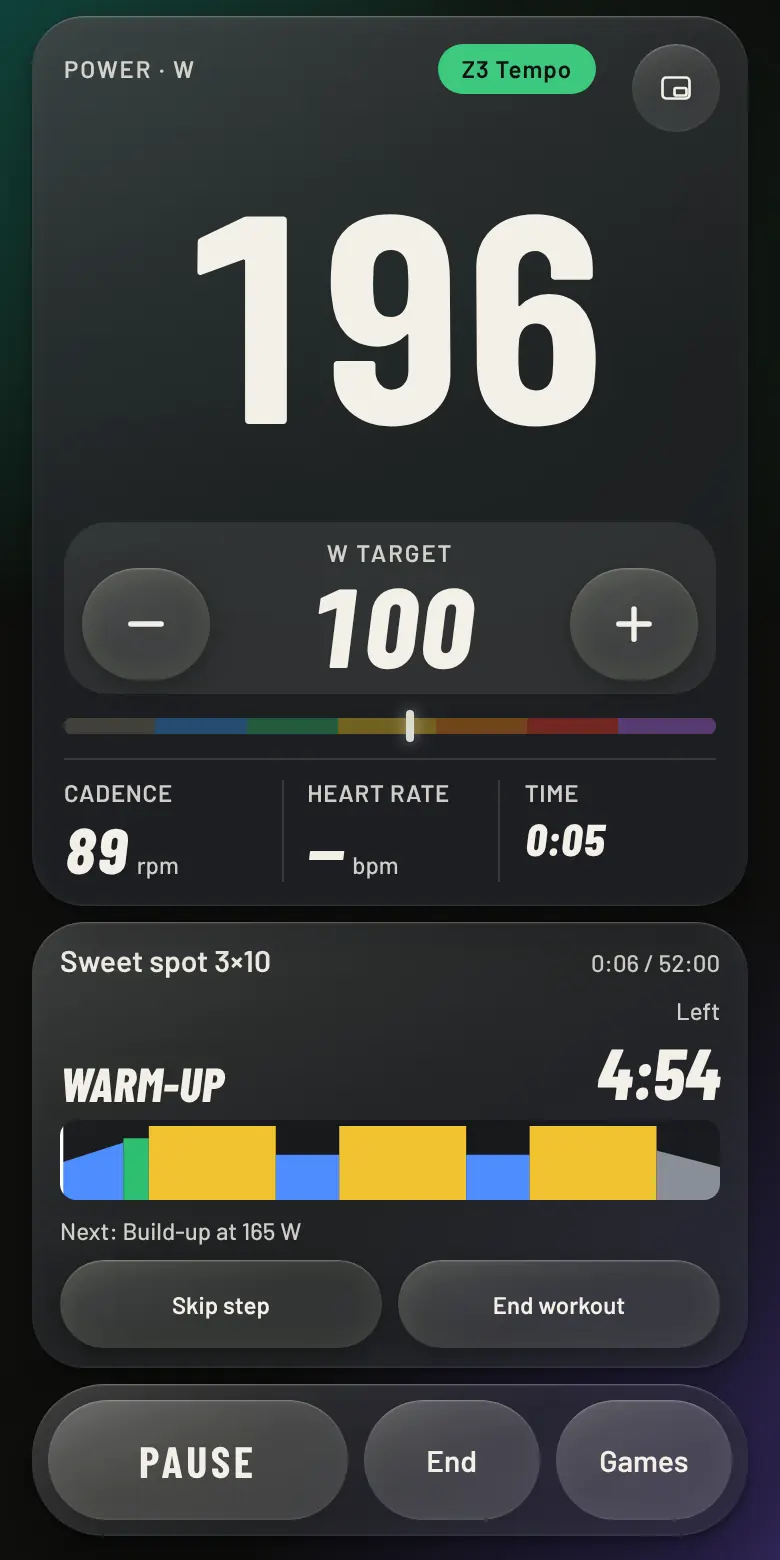 POWER · W
Z3 Tempo
196
W TARGET
100
CADENCE
HEART RATE
TIME
89 rpm
– bpm
0:05
Sweet spot 3×10
0:06 / 52:00
Left
WARM-UP
4:54
Next: Build-up at 165 W
Skip step
End workout
PAUSE
End
Games